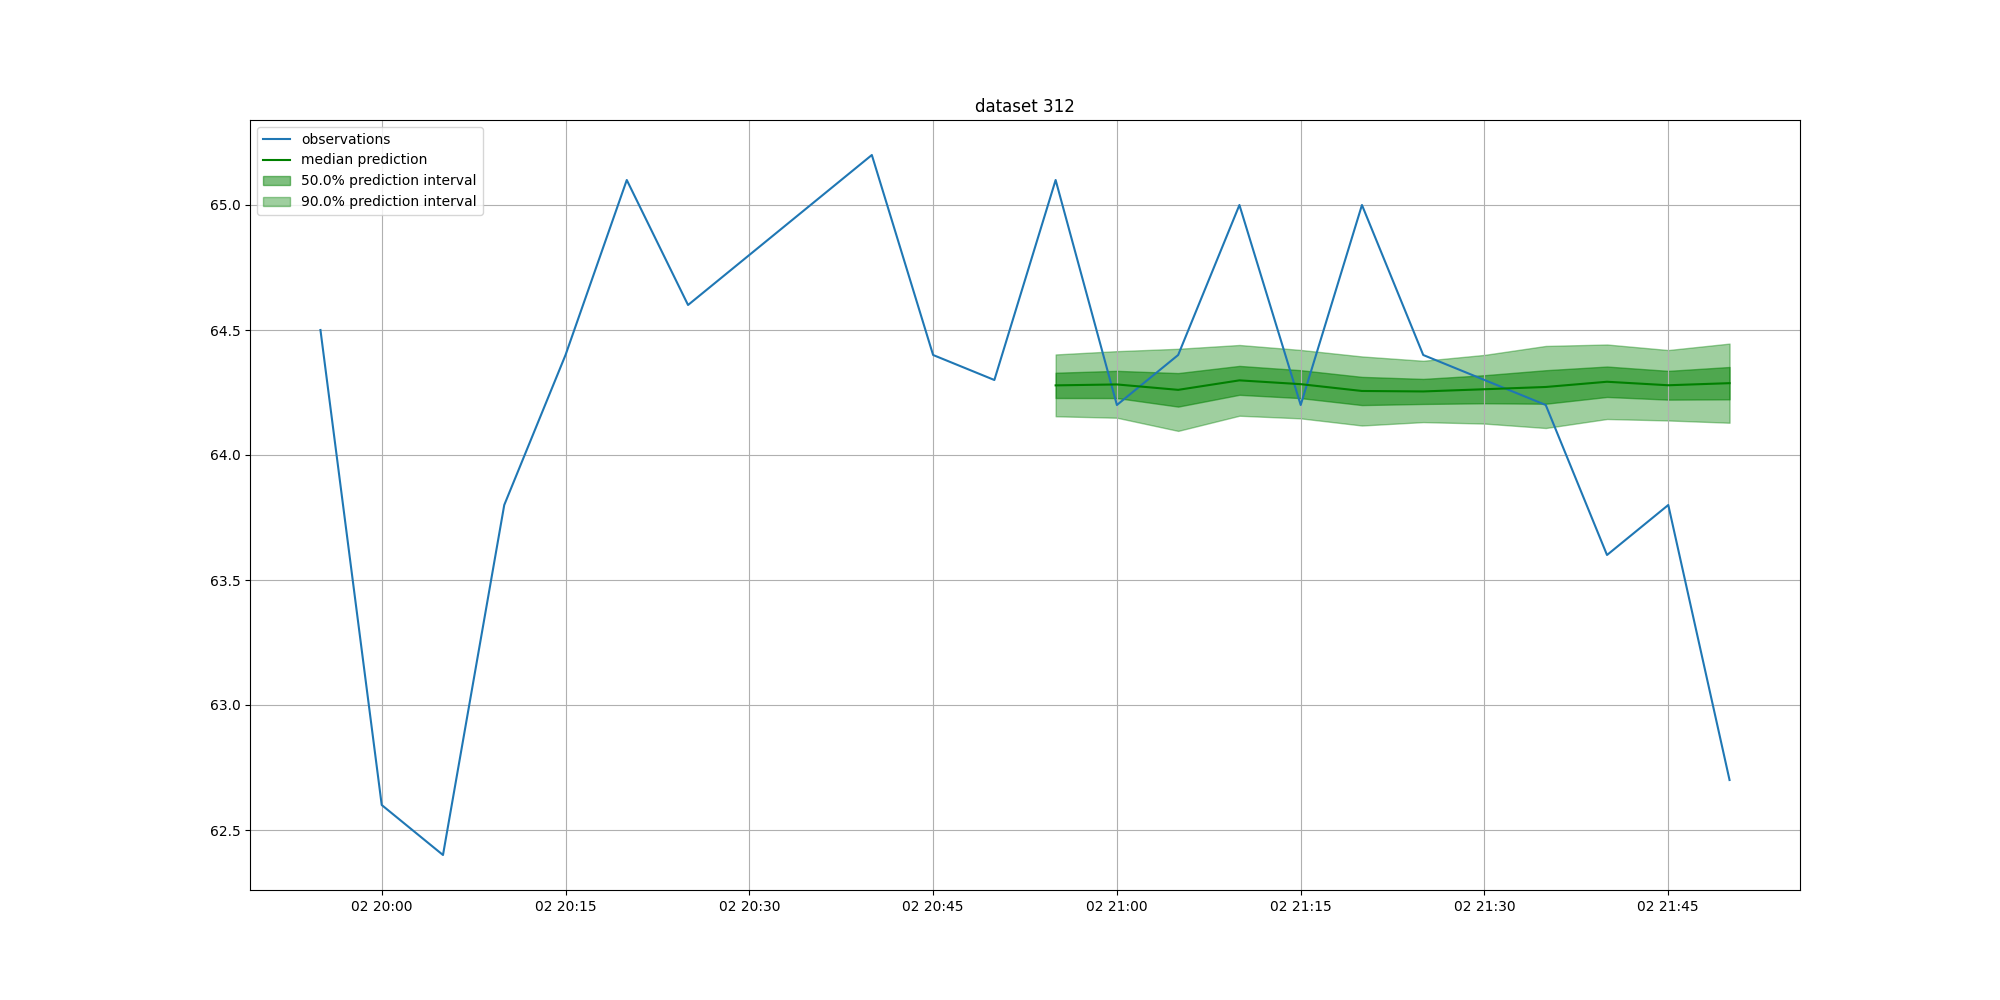 dataset 312
observations
median prediction
50.0% prediction interval
90.0% prediction interval
65.0
64.5
64.0
63.5
63.0
62.5
02 20:00
02 20:15
02 20:30
02 20:45
02 21:00
02 21:15
02 21:30
02 21:45